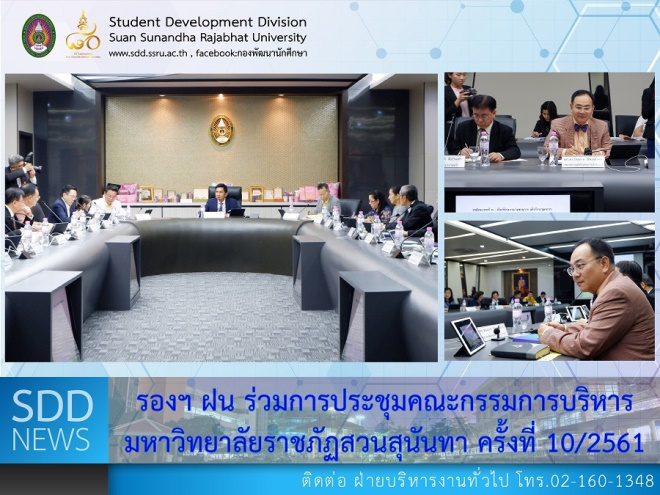 Student Development Division
Suan Sunandha Rajabhat University
www.sdd.ssru.ac.th , facebook:กองพัฒนานักศึกษา
SDD
NEWS
รองฯ ฝน ร่วมการประชุมคณะกรรมการบริหาร
มหาวิทยาลัยราชภัฏสวนสุนันทา ครั้งที่ 10/2561
ติดต่อ ฝ่ายบริหารงานทั่วไป โทร.02-160-1348